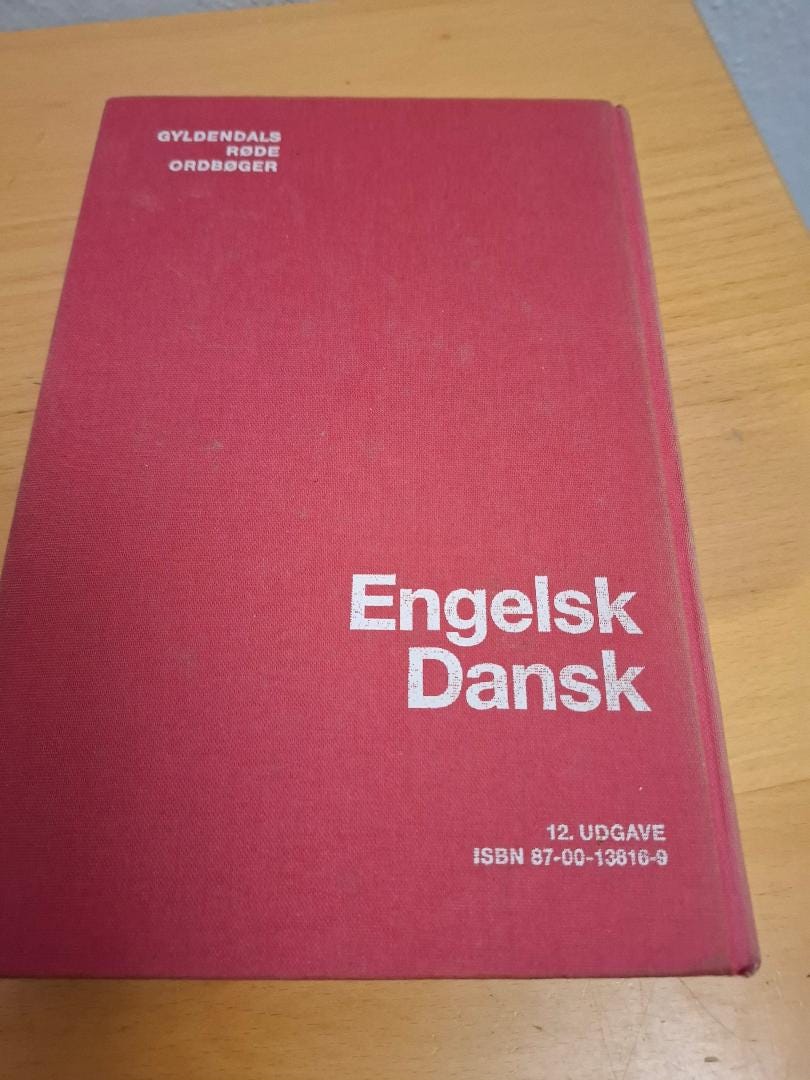 GYLDENDALS
RØDE
ORDBØGER
Engelsk
Dansk
12. UDGAVE
ISBN 87-00-13816-9